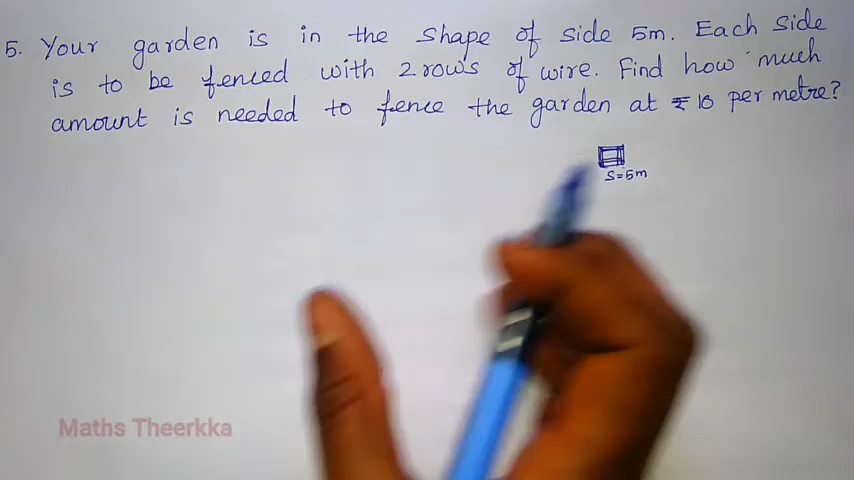 5. Your garden is in the shape of side 5m. Each side
is to be fenced with 2 rows of wire. Find how much
amount is needed to fence the garden at ₹ 10 per metre?
S=5m
Maths Theerkka